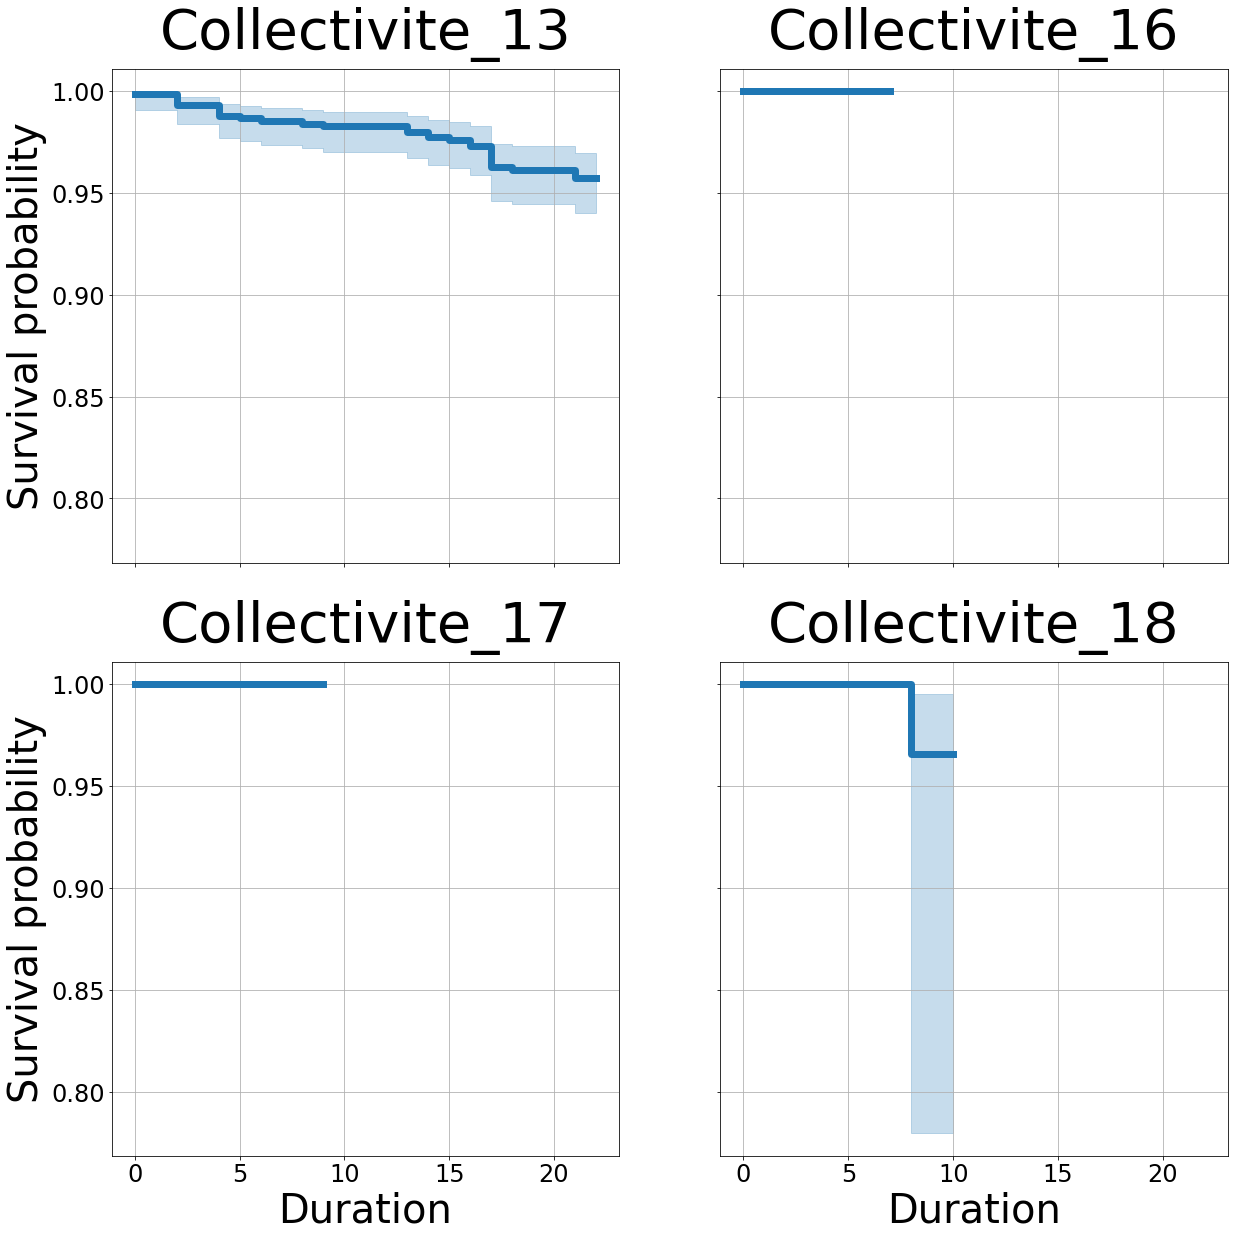 Collectivite_13
Collectivite_16
Survival probability
1.00
0.95
0.90
0.85
0.80
Collectivite_17
Collectivite_18
Survival probability
1.00
0.95
0.90
0.85
0.80
0 5 10 15 20
Duration
0 5 10 15 20
Duration